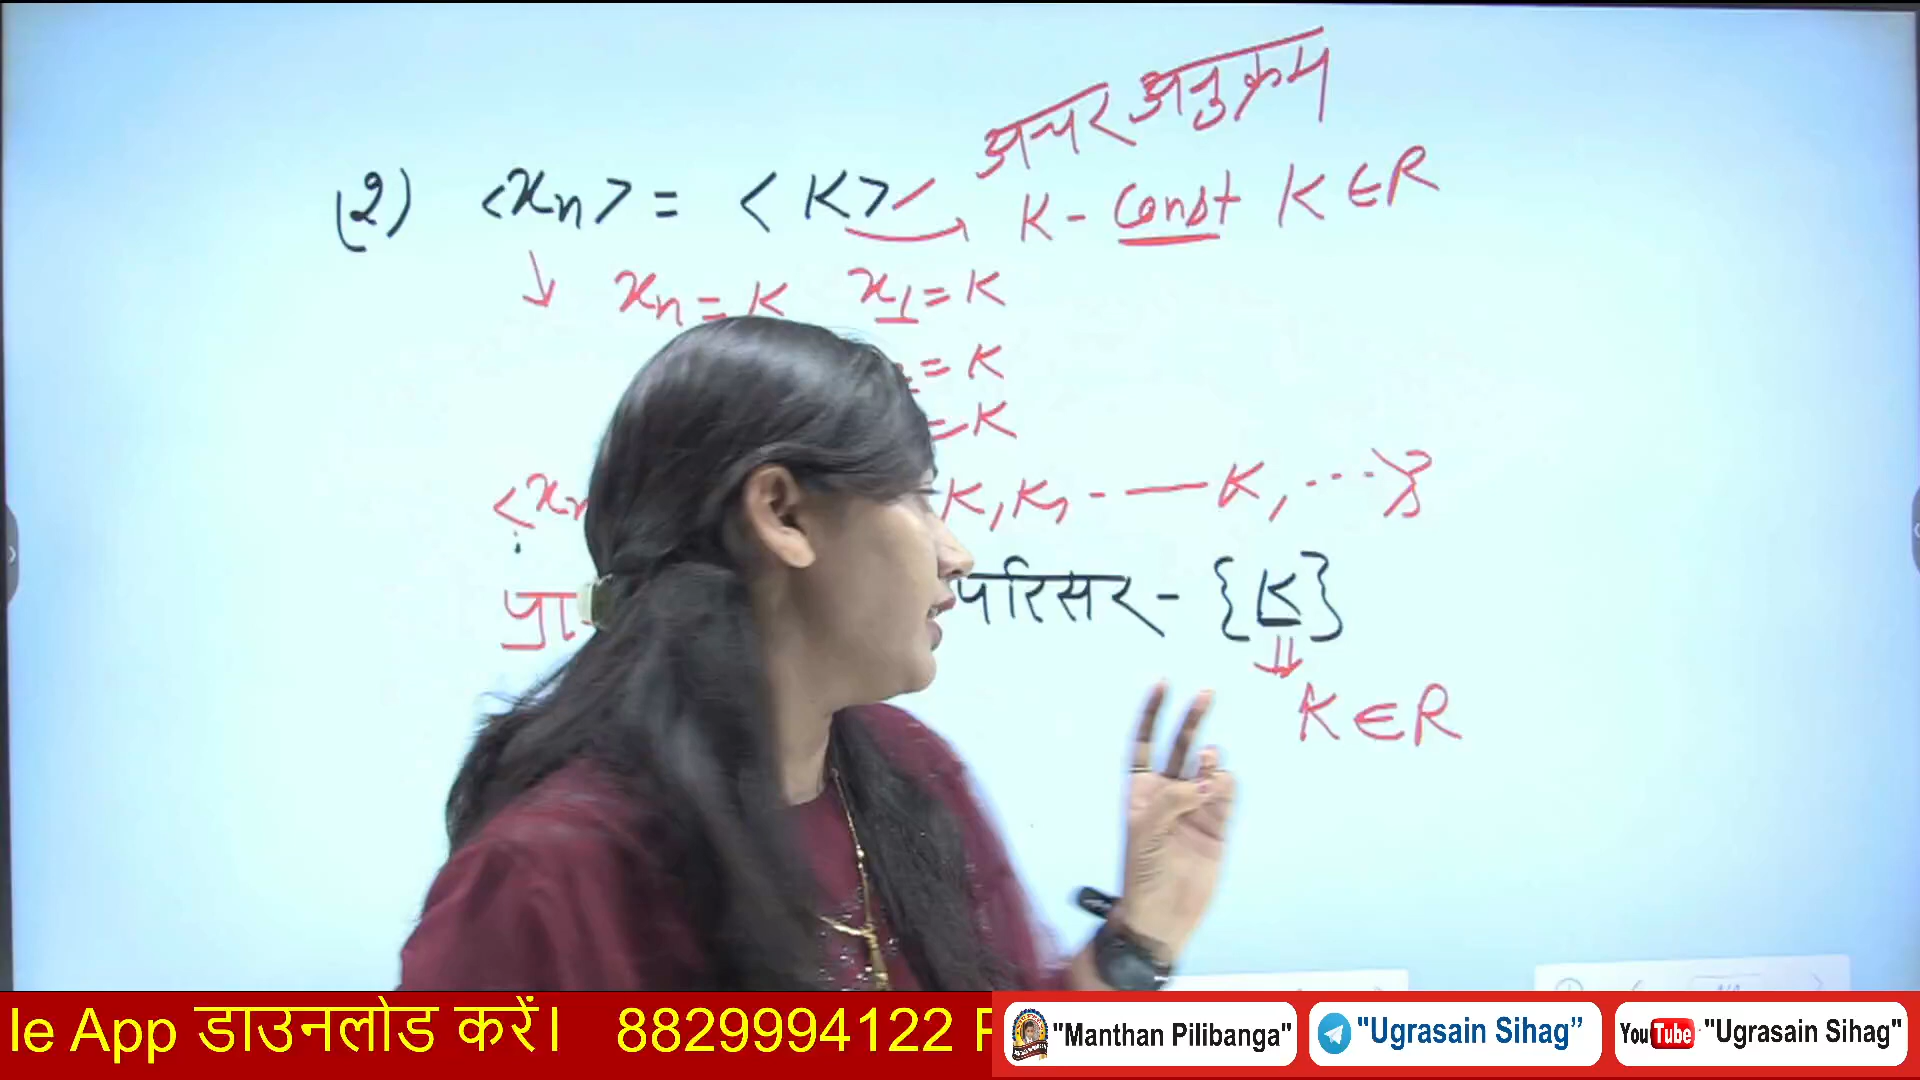 अचर अनुक्रम
(2) <xn> = <K> K - Const K ∈ R
xn = K x1 = K
= K
= K
<xn K, K, - — K, ...>
परिसर - {K}
K ∈ R
le App डाउनलोड करें। 8829994122
"Manthan Pilibanga" "Ugrasain Sihag” YouTube "Ugrasain Sihag"